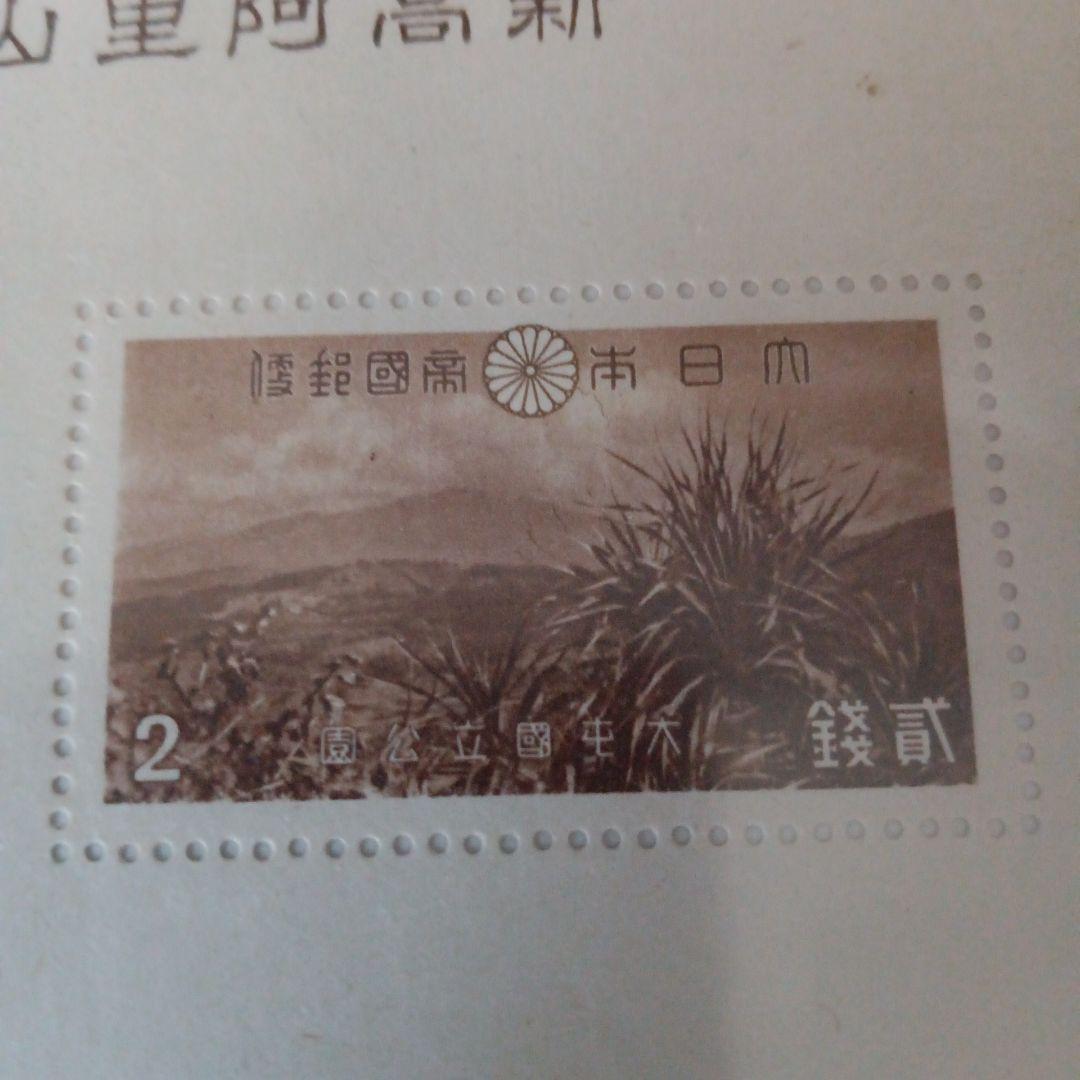 新高阿里山
大日本帝國郵便
貳錢
大屯國立公園
2